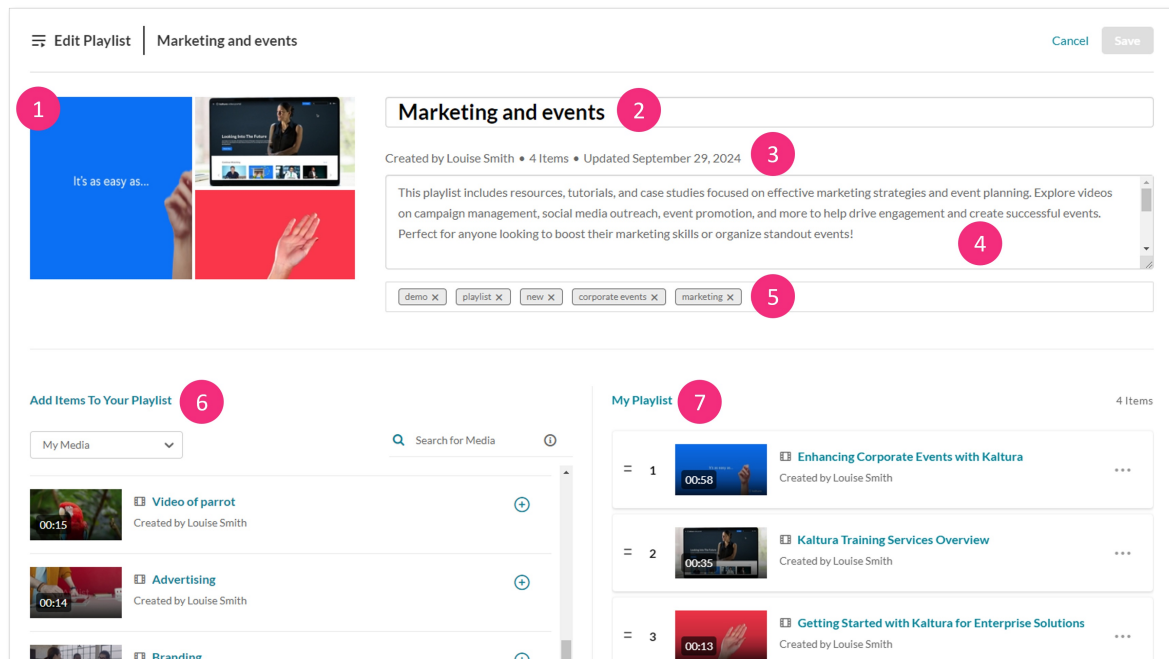 Edit Playlist Marketing and events Cancel Save
1
It's as easy as...
Looking Into The Future
Marketing and events 2
Created by Louise Smith • 4 Items • Updated September 29, 2024 3
This playlist includes resources, tutorials, and case studies focused on effective marketing strategies and event planning. Explore videos
on campaign management, social media outreach, event promotion, and more to help drive engagement and create successful events.
Perfect for anyone looking to boost their marketing skills or organize standout events!
4
demo × playlist × new × corporate events × marketing × 5
Add Items To Your Playlist 6
My Media Search for Media
00:15 Video of parrot
Created by Louise Smith
00:14 Advertising
Created by Louise Smith
Branding
My Playlist 7 4 Items
1 00:58 Enhancing Corporate Events with Kaltura
Created by Louise Smith
2 00:35 Kaltura Training Services Overview
Created by Louise Smith
3 00:13 Getting Started with Kaltura for Enterprise Solutions
Created by Louise Smith